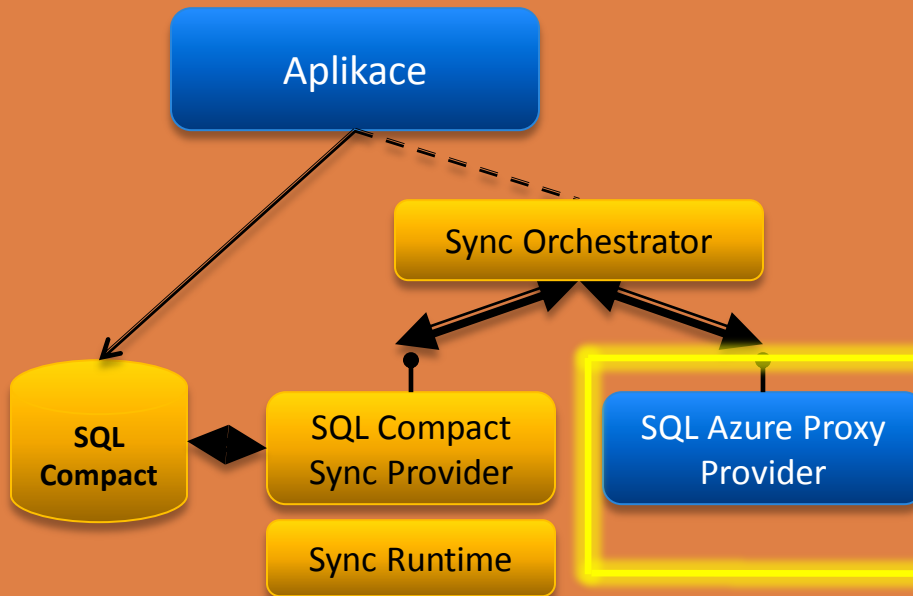 Aplikace
Sync Orchestrator
SQL
Compact
SQL Compact
Sync Provider
SQL Azure Proxy
Provider
Sync Runtime